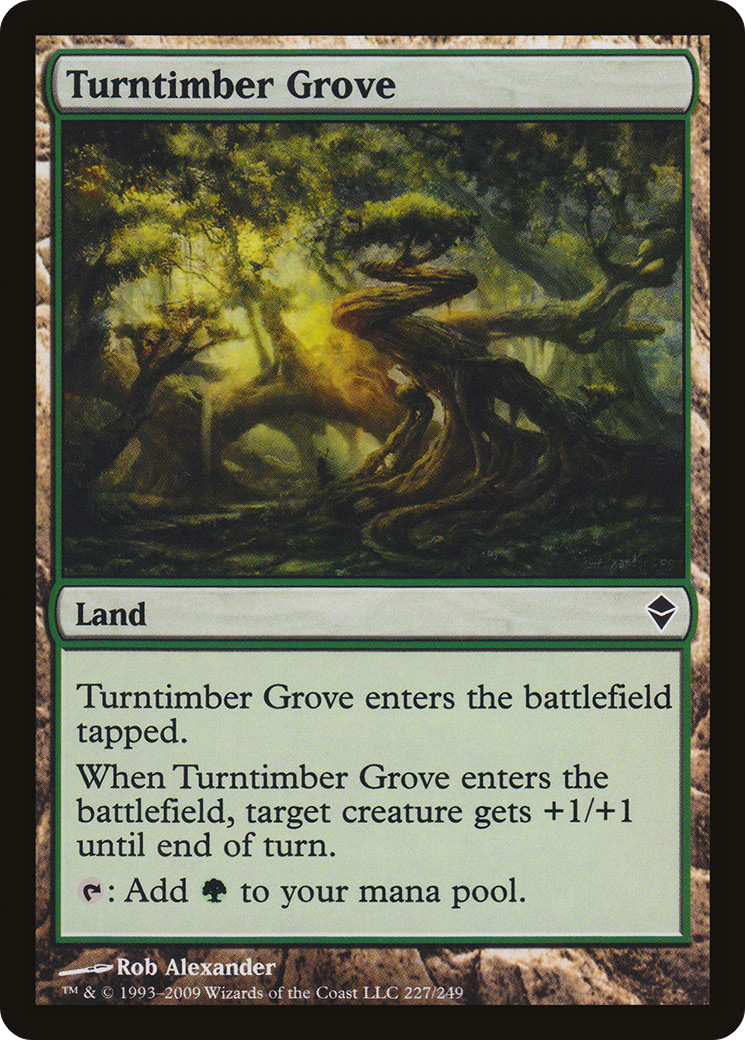 Turntimber Grove
Land
Turntimber Grove enters the battlefield
tapped.
When Turntimber Grove enters the
battlefield, target creature gets +1/+1
until end of turn.
: Add to your mana pool.
Rob Alexander
™ & © 1993–2009 Wizards of the Coast LLC 227/249